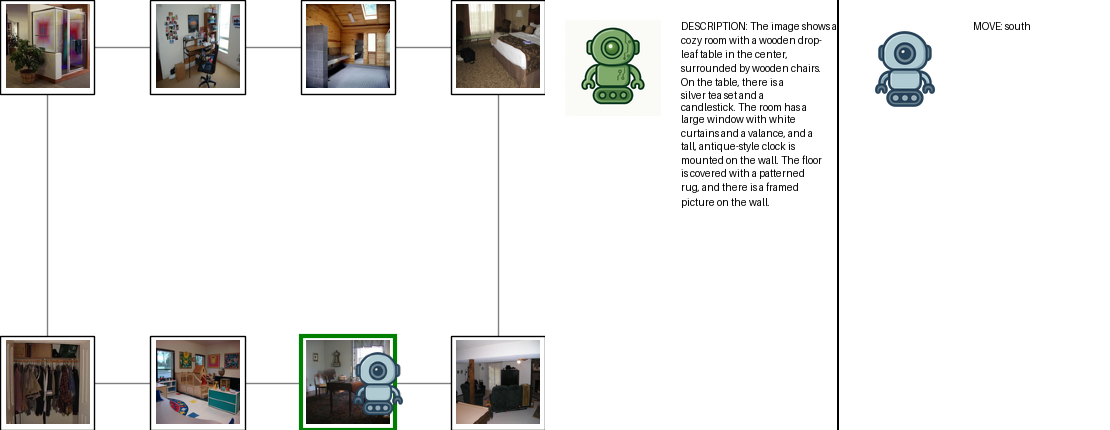 DESCRIPTION: The image shows a
cozy room with a wooden drop-
leaf table in the center,
surrounded by wooden chairs.
On the table, there is a
silver tea set and a
candlestick. The room has a
large window with white
curtains and a valance, and a
tall, antique-style clock is
mounted on the wall. The floor
is covered with a patterned
rug, and there is a framed
picture on the wall.
MOVE: south